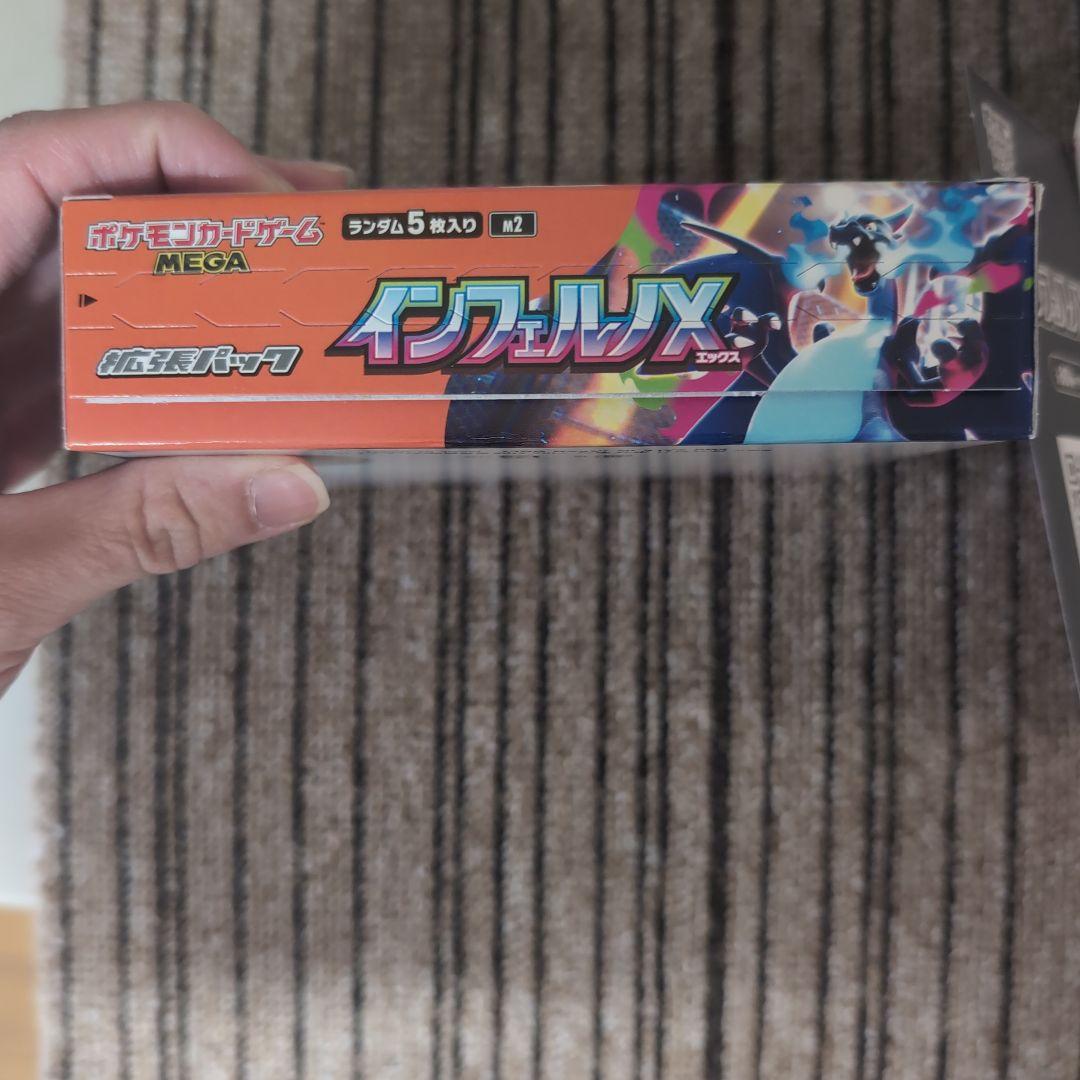 ポケモンカードゲーム
MEGA
ランダム5枚入り M2
インフェルノX
エックス
拡張パック